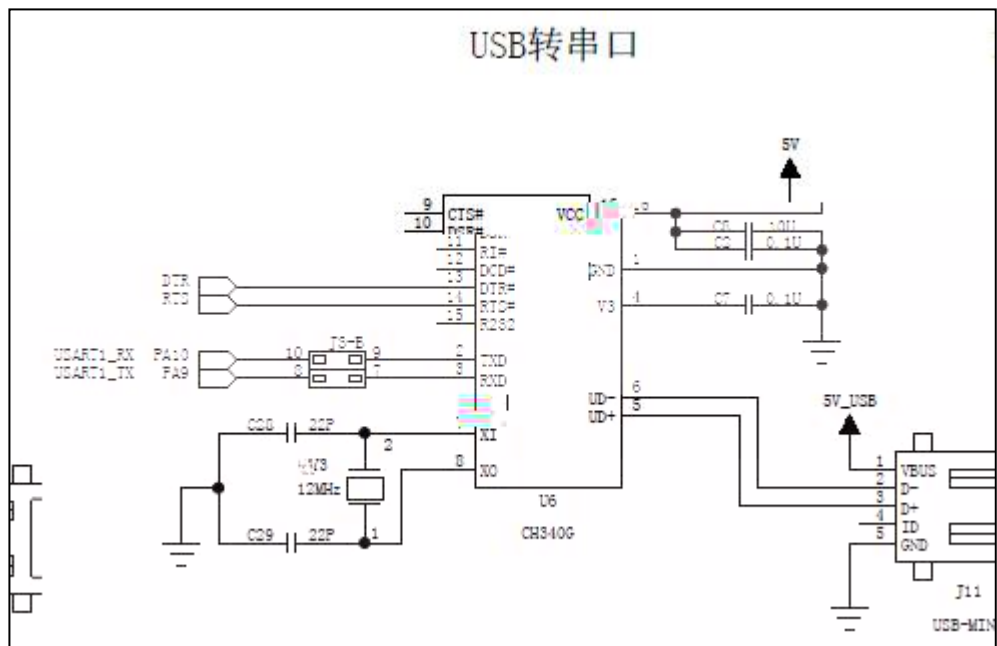 USB转串口
5V
9 CTS# VCC
10 DSR#
11 RI# 10U
12 DCD# GND 1 C2 0.1U
DTR 13 DTR#
RTS 14 RTS# V3 4 C7 0.1U
15 R232
USART1_RX PA10 10 9 2 TXD
USART1_TX PA9 8 7 3 RXD
UD- 6
UD+ 5
5V_USB
22P 2 XI
12MHz 8 XO
C29 22P 1
U6
CH340G
1 VBUS
2 D-
3 D+
4 ID
5 GND
J11
USB-MIN